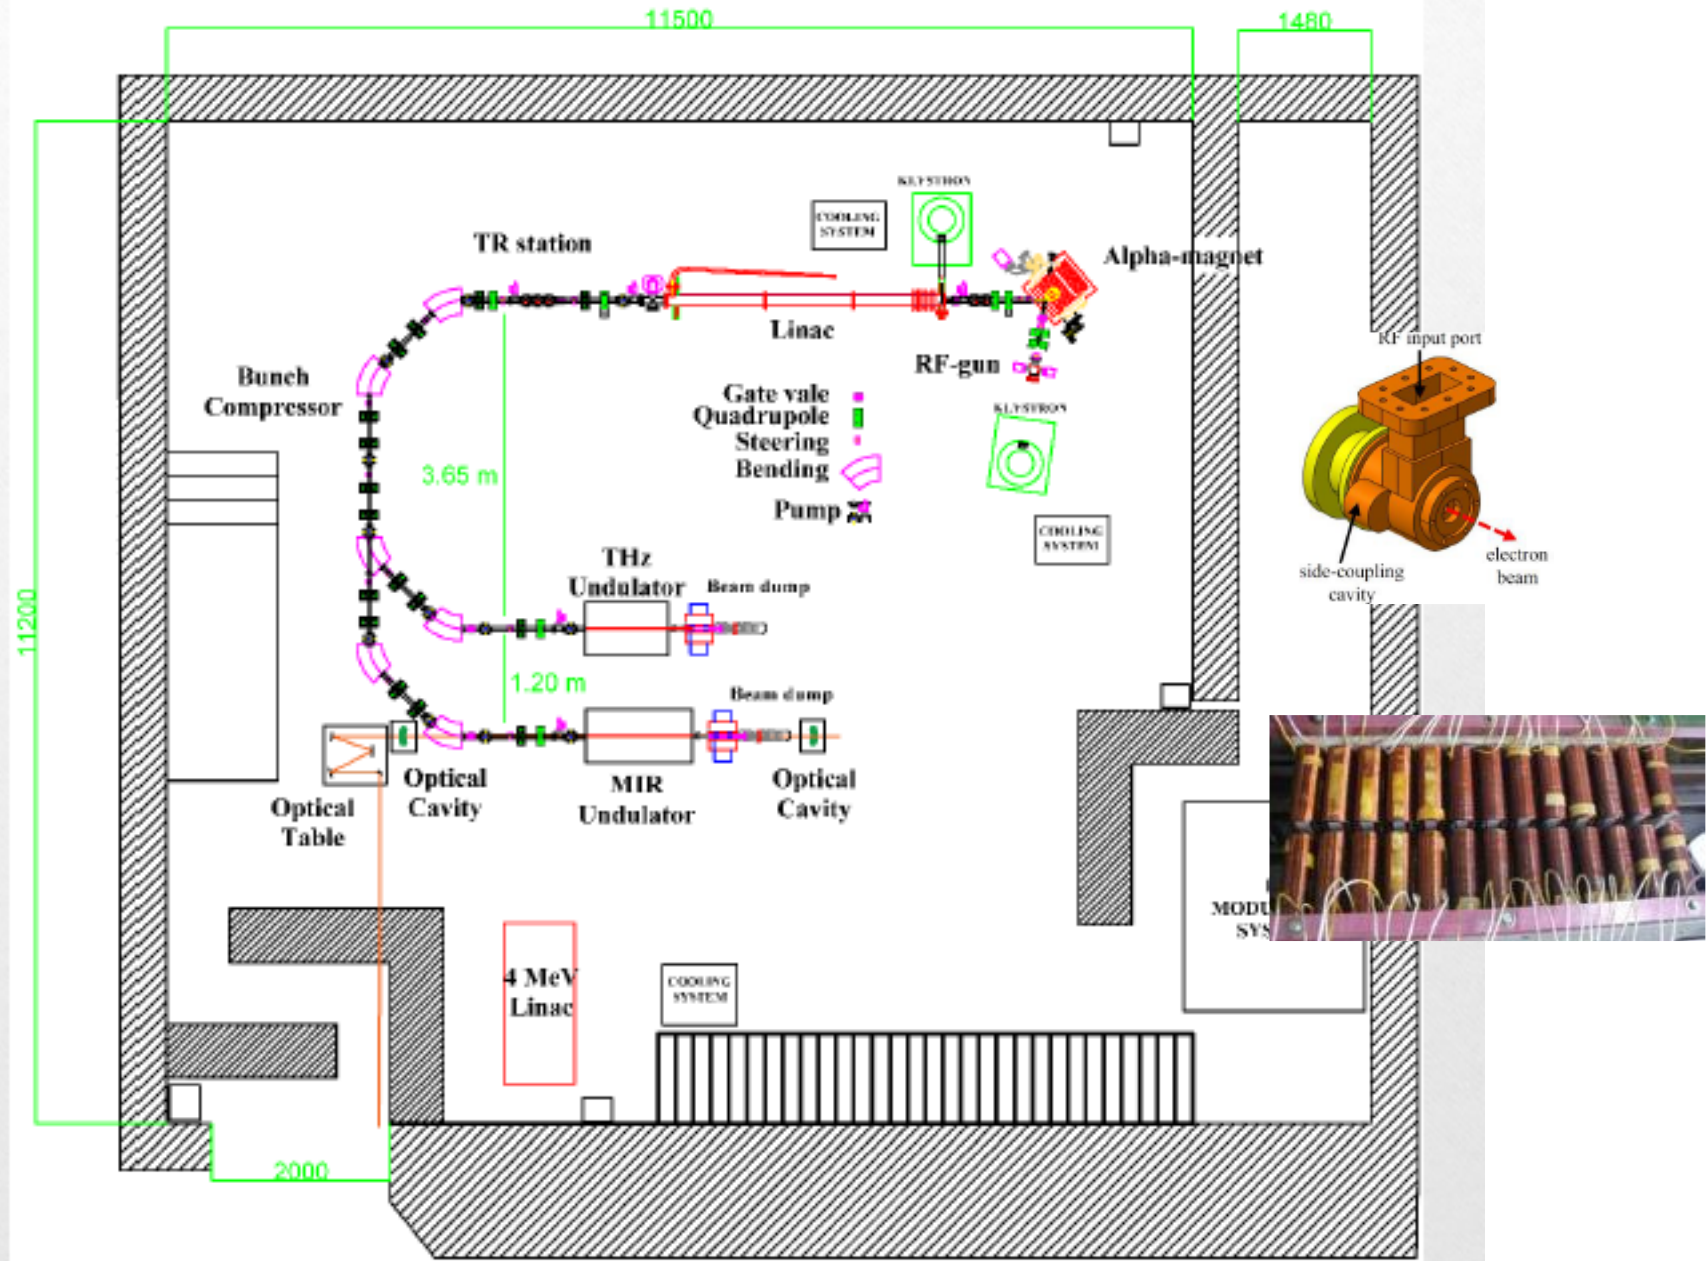 11500
1480
KLYSTRON
COOLING
SYSTEM
TR station
Alpha-magnet
Linac
RF-gun
RF input port
Bunch
Compressor
Gate vale
Quadrupole
Steering
Bending
Pump
KLYSTRON
3.65 m
COOLING
SYSTEM
electron
beam
side-coupling
cavity
THz
Undulator
Beam dump
11200
1.20 m
Beam dump
Optical
Cavity
MIR
Undulator
Optical
Cavity
Optical
Table
4 MeV
Linac
COOLING
SYSTEM
2000